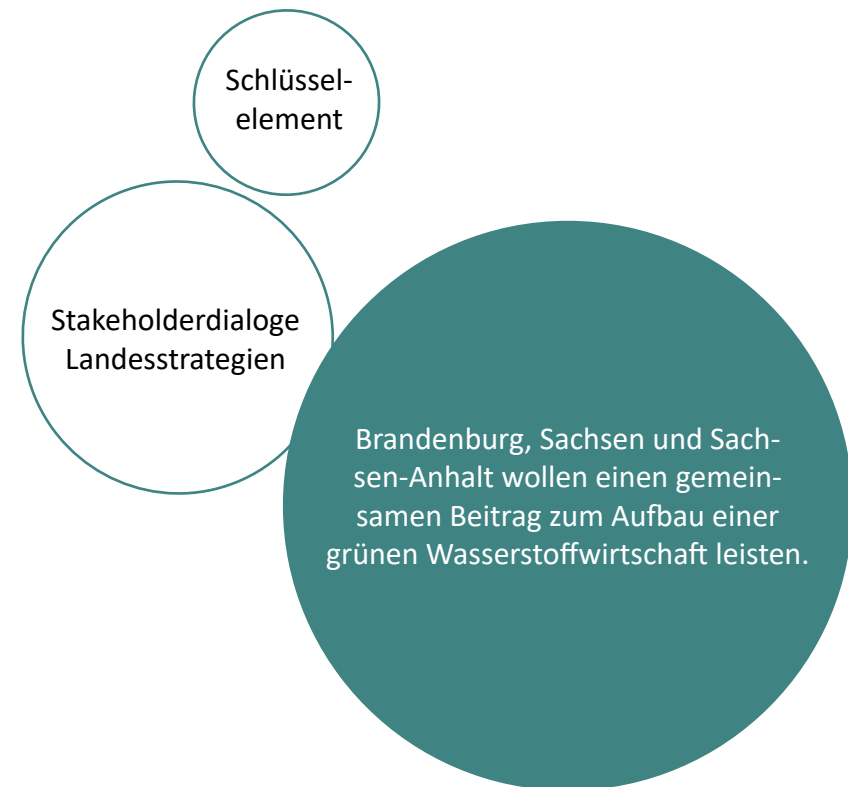 Schlüssel-
element
Stakeholderdialoge
Landesstrategien
Brandenburg, Sachsen und Sach-
sen-Anhalt wollen einen gemein-
samen Beitrag zum Aufbau einer
grünen Wasserstoffwirtschaft leisten.